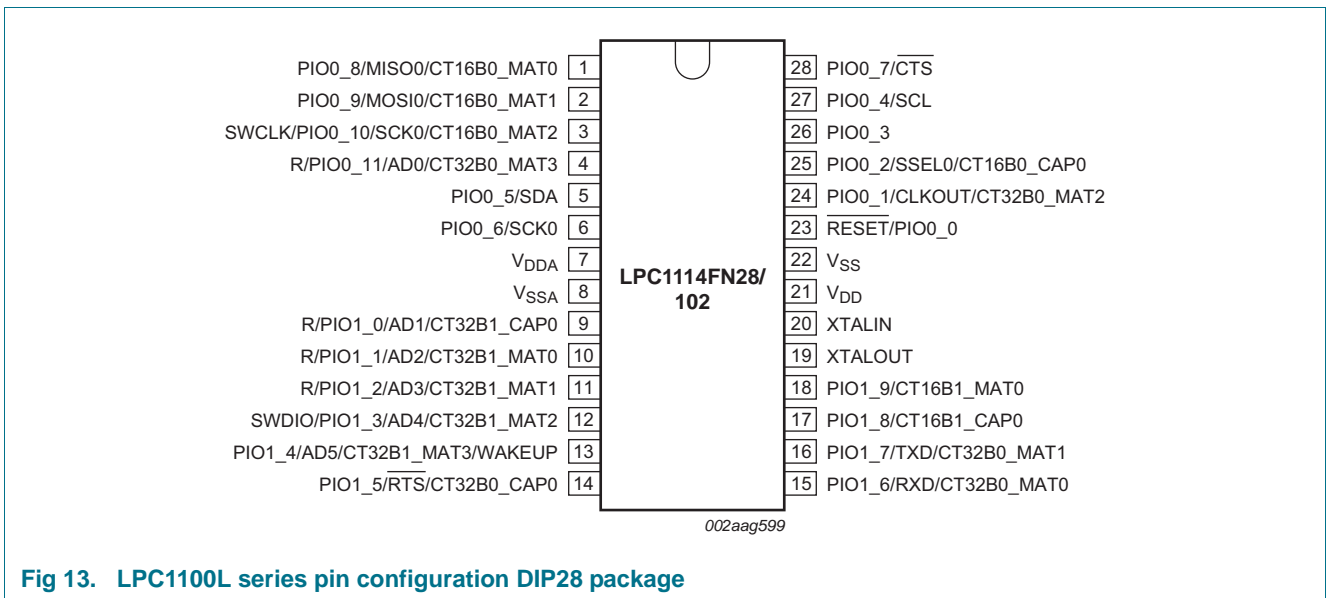 PIO0_8/MISO0/CT16B0_MAT0 1
PIO0_9/MOSI0/CT16B0_MAT1 2
SWCLK/PIO0_10/SCK0/CT16B0_MAT2 3
R/PIO0_11/AD0/CT32B0_MAT3 4
PIO0_5/SDA 5
PIO0_6/SCK0 6
VDDA 7
VSSA 8
R/PIO1_0/AD1/CT32B1_CAP0 9
R/PIO1_1/AD2/CT32B1_MAT0 10
R/PIO1_2/AD3/CT32B1_MAT1 11
SWDIO/PIO1_3/AD4/CT32B1_MAT2 12
PIO1_4/AD5/CT32B1_MAT3/WAKEUP 13
PIO1_5/RTS/CT32B0_CAP0 14
LPC1114FN28/
102
28 PIO0_7/CTS
27 PIO0_4/SCL
26 PIO0_3
25 PIO0_2/SSEL0/CT16B0_CAP0
24 PIO0_1/CLKOUT/CT32B0_MAT2
23 RESET/PIO0_0
22 VSS
21 VDD
20 XTALIN
19 XTALOUT
18 PIO1_9/CT16B1_MAT0
17 PIO1_8/CT16B1_CAP0
16 PIO1_7/TXD/CT32B0_MAT1
15 PIO1_6/RXD/CT32B0_MAT0
002aag599
Fig 13. LPC1100L series pin configuration DIP28 package